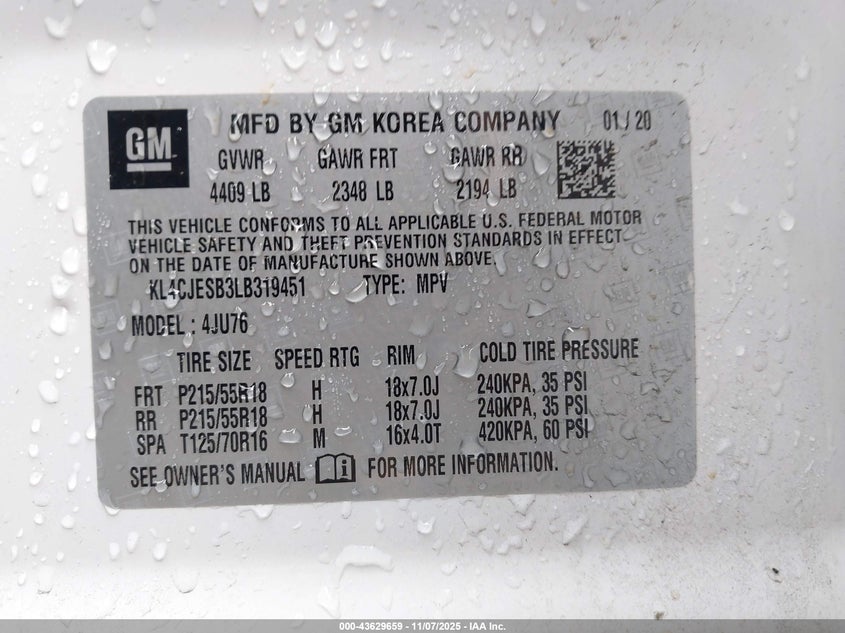 GM MFD BY GM KOREA COMPANY 01/20
GVWR GAWR FRT GAWR RR
4409 LB 2348 LB 2194 LB
THIS VEHICLE CONFORMS TO ALL APPLICABLE U.S. FEDERAL MOTOR
VEHICLE SAFETY AND THEFT PREVENTION STANDARDS IN EFFECT
ON THE DATE OF MANUFACTURE SHOWN ABOVE.
KL4CJESB3LB319451 TYPE: MPV
MODEL : 4JU76
TIRE SIZE SPEED RTG RIM COLD TIRE PRESSURE
FRT P215/55R18 H 18x7.0J 240KPA, 35 PSI
RR P215/55R18 H 18x7.0J 240KPA, 35 PSI
SPA T125/70R16 M 16x4.0T 420KPA, 60 PSI
SEE OWNER'S MANUAL FOR MORE INFORMATION.
000-43629659 - 11/07/2025 - IAA Inc.